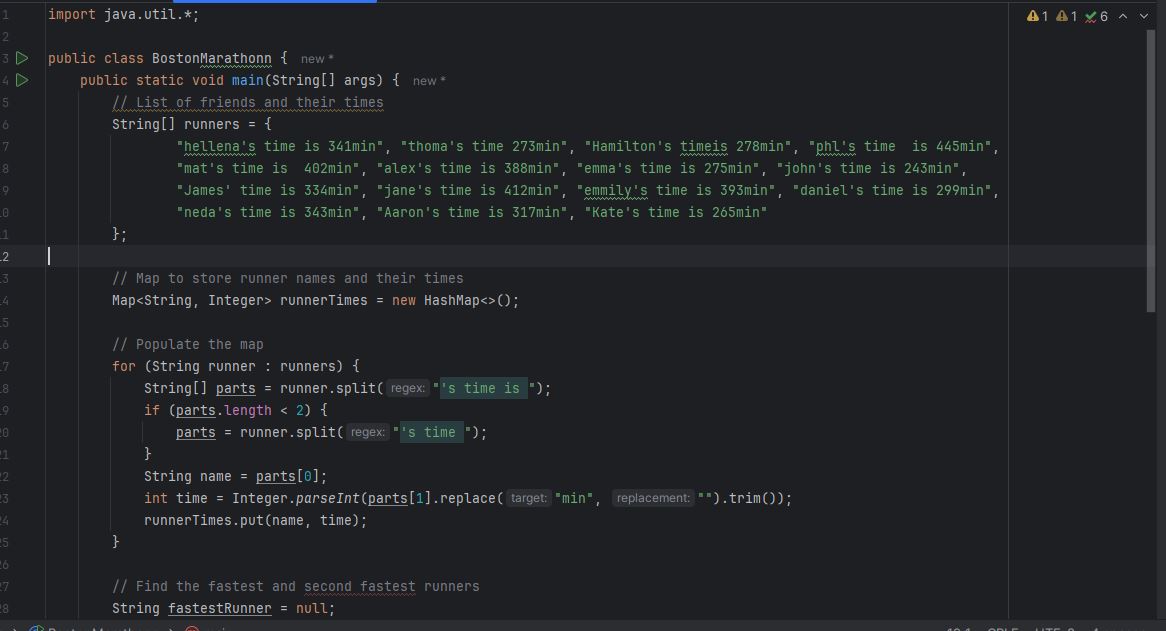 1 import java.util.*; 1 1 6
2
3 public class BostonMarathonn { new *
4 public static void main(String[] args) { new *
5 // List of friends and their times
6 String[] runners = {
7 "hellena's time is 341min", "thoma's time 273min", "Hamilton's timeis 278min", "phl's time  is 445min",
8 "mat's time is  402min", "alex's time is 388min", "emma's time is 275min", "john's time is 243min",
9 "James' time is 334min", "jane's time is 412min", "emmily's time is 393min", "daniel's time is 299min",
10 "neda's time is 343min", "Aaron's time is 317min", "Kate's time is 265min"
11 };
12
13 // Map to store runner names and their times
14 Map<String, Integer> runnerTimes = new HashMap<>();
15
16 // Populate the map
17 for (String runner : runners) {
18 String[] parts = runner.split( regex: "'s time is ");
19 if (parts.length < 2) {
20 parts = runner.split( regex: "'s time ");
21 }
22 String name = parts[0];
23 int time = Integer.parseInt(parts[1].replace( target: "min", replacement: "").trim());
24 runnerTimes.put(name, time);
25 }
26
27 // Find the fastest and second fastest runners
28 String fastestRunner = null;